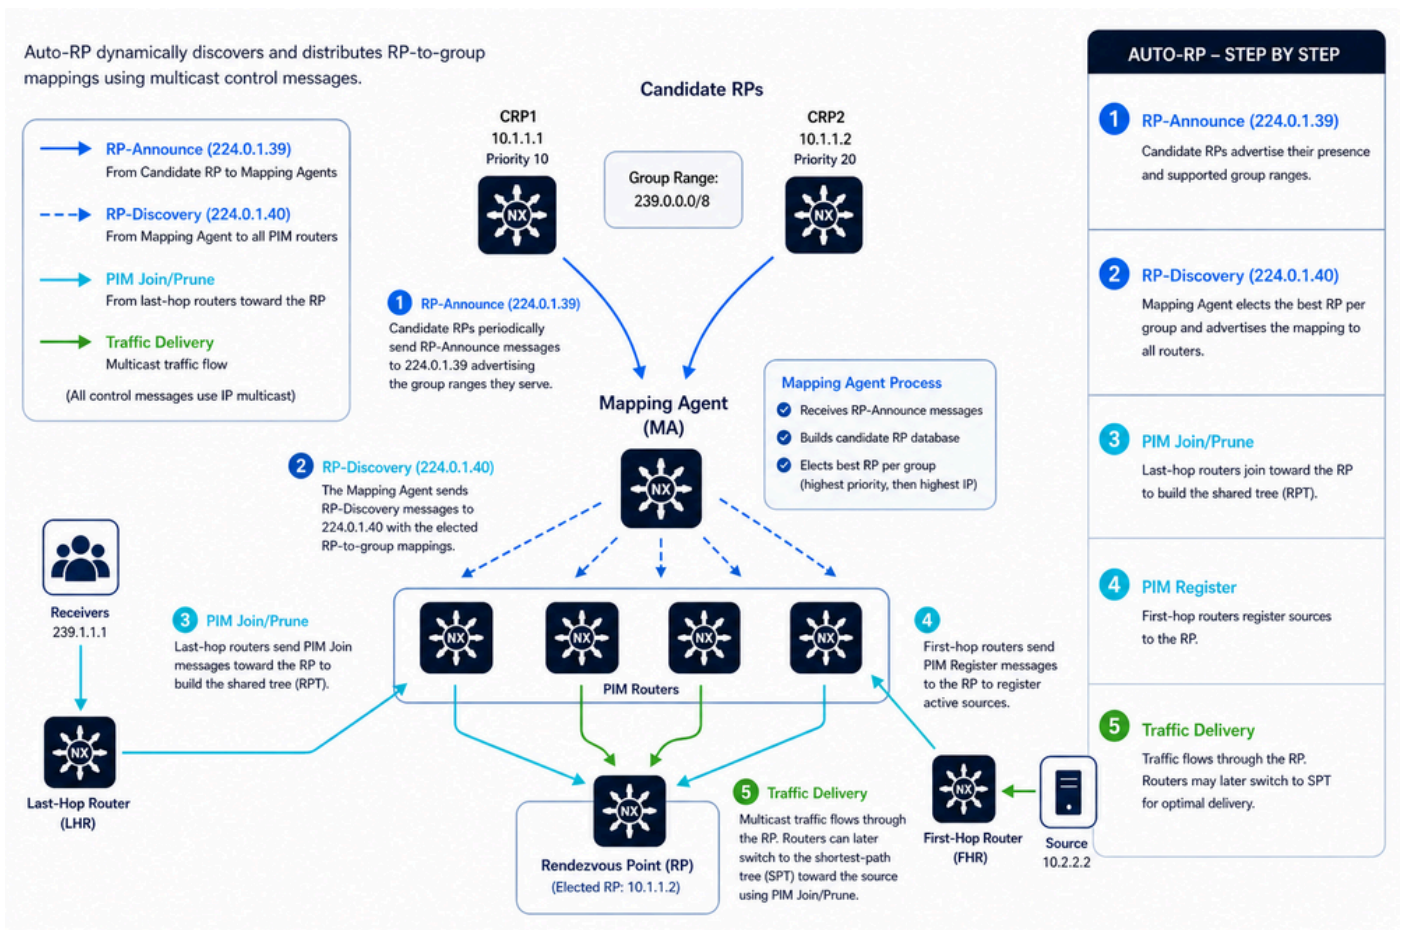 Auto-RP dynamically discovers and distributes RP-to-group
mappings using multicast control messages.
RP-Announce (224.0.1.39)
From Candidate RP to Mapping Agents
RP-Discovery (224.0.1.40)
From Mapping Agent to all PIM routers
PIM Join/Prune
From last-hop routers toward the RP
Traffic Delivery
Multicast traffic flow
(All control messages use IP multicast)
Candidate RPs
CRP1
10.1.1.1
Priority 10
NX
Group Range:
239.0.0.0/8
CRP2
10.1.1.2
Priority 20
NX
1 RP-Announce (224.0.1.39)
Candidate RPs periodically
send RP-Announce messages
to 224.0.1.39 advertising
the group ranges they serve.
Mapping Agent
(MA)
NX
Mapping Agent Process
Receives RP-Announce messages
Builds candidate RP database
Elects best RP per group
(highest priority, then highest IP)
2 RP-Discovery (224.0.1.40)
The Mapping Agent sends
RP-Discovery messages to
224.0.1.40 with the elected
RP-to-group mappings.
Receivers
239.1.1.1
3 PIM Join/Prune
Last-hop routers send PIM Join
messages toward the RP to
build the shared tree (RPT).
NX
NX
NX
NX
PIM Routers
4
First-hop routers send
PIM Register messages
to the RP to register
active sources.
NX
Last-Hop Router
(LHR)
NX
Rendezvous Point (RP)
(Elected RP: 10.1.1.2)
5 Traffic Delivery
Multicast traffic flows through
the RP. Routers can later
switch to the shortest-path
tree (SPT) toward the source
using PIM Join/Prune.
NX
First-Hop Router
(FHR)
Source
10.2.2.2
AUTO-RP – STEP BY STEP
1 RP-Announce (224.0.1.39)
Candidate RPs advertise their presence
and supported group ranges.
2 RP-Discovery (224.0.1.40)
Mapping Agent elects the best RP per
group and advertises the mapping to
all routers.
3 PIM Join/Prune
Last-hop routers join toward the RP
to build the shared tree (RPT).
4 PIM Register
First-hop routers register sources
to the RP.
5 Traffic Delivery
Traffic flows through the RP.
Routers may later switch to SPT
for optimal delivery.